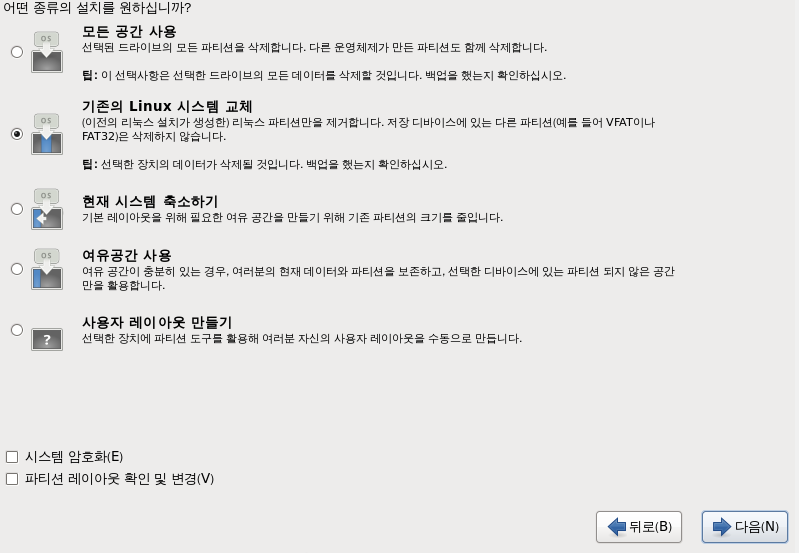 어떤 종류의 설치를 원하십니까?
OS
모든 공간 사용
선택된 드라이브의 모든 파티션을 삭제합니다. 다른 운영체제가 만든 파티션도 함께 삭제합니다.
팁: 이 선택사항은 선택한 드라이브의 모든 데이터를 삭제할 것입니다. 백업을 했는지 확인하십시오.
OS
기존의 Linux 시스템 교체
(이전의 리눅스 설치가 생성한) 리눅스 파티션만을 제거합니다. 저장 디바이스에 있는 다른 파티션(예를 들어 VFAT이나
FAT32)은 삭제하지 않습니다.
팁: 선택한 장치의 데이터가 삭제될 것입니다. 백업을 했는지 확인하십시오.
OS
현재 시스템 축소하기
기본 레이아웃을 위해 필요한 여유 공간을 만들기 위해 기존 파티션의 크기를 줄입니다.
OS
여유공간 사용
여유 공간이 충분히 있는 경우, 여러분의 현재 데이터와 파티션을 보존하고, 선택한 디바이스에 있는 파티션 되지 않은 공간
만을 활용합니다.
?
사용자 레이아웃 만들기
선택한 장치에 파티션 도구를 활용해 여러분 자신의 사용자 레이아웃을 수동으로 만듭니다.
시스템 암호화(E)
파티션 레이아웃 확인 및 변경(V)
뒤로(B)
다음(N)